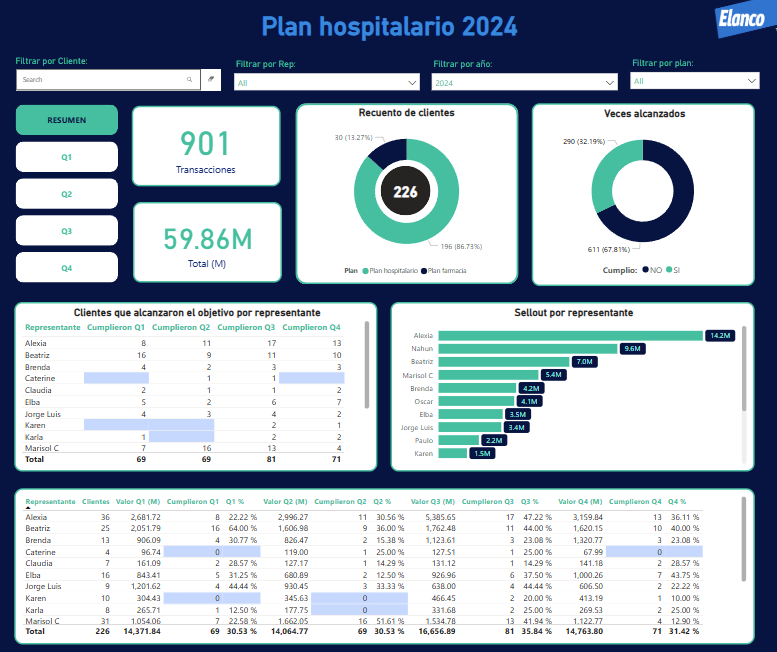 Plan hospitalario 2024
Elanco
Filtrar por Cliente:
Filtrar por Rep:
Filtrar por año:
Filtrar por plan:
Search
All
2024
All
RESUMEN
Q1
Q2
Q3
Q4
901
Transacciones
59.86M
Total (M)
Recuento de clientes
30 (13.27%)
226
196 (86.73%)
Plan Plan hospitalario Plan farmacia
Veces alcanzados
290 (32.19%)
611 (67.81%)
Cumplio: NO SI
Clientes que alcanzaron el objetivo por representante
Representante Cumplieron Q1 Cumplieron Q2 Cumplieron Q3 Cumplieron Q4
Alexia 8 11 17 13
Beatriz 16 9 11 10
Brenda 4 2 3 3
Caterine 1 1
Claudia 2 1 1 2
Elba 5 2 6 7
Jorge Luis 4 3 4 2
Karen 2 1
Karla 1 2 2
Marisol C 7 16 13 4
Total 69 69 81 71
Sellout por representante
Alexia 14.2M
Nahun 9.6M
Beatriz 7.0M
Marisol C 5.4M
Brenda 4.2M
Oscar 4.1M
Elba 3.5M
Jorge Luis 3.4M
Paulo 2.2M
Karen 1.5M
Representante Clientes Valor Q1 (M) Cumplieron Q1 Q1 % Valor Q2 (M) Cumplieron Q2 Q2 % Valor Q3 (M) Cumplieron Q3 Q3 % Valor Q4 (M) Cumplieron Q4 Q4 %
Alexia 36 2,681.72 8 22.22 % 2,996.27 11 30.56 % 5,385.65 17 47.22 % 3,159.84 13 36.11 %
Beatriz 25 2,051.79 16 64.00 % 1,606.98 9 36.00 % 1,762.48 11 44.00 % 1,620.15 10 40.00 %
Brenda 13 906.09 4 30.77 % 826.47 2 15.38 % 1,123.61 3 23.08 % 1,320.77 3 23.08 %
Caterine 4 96.74 0 119.00 1 25.00 % 127.51 1 25.00 % 67.99 0
Claudia 7 161.09 2 28.57 % 127.17 1 14.29 % 131.12 1 14.29 % 141.18 2 28.57 %
Elba 16 843.41 5 31.25 % 680.89 2 12.50 % 926.96 6 37.50 % 1,000.26 7 43.75 %
Jorge Luis 9 1,201.62 4 44.44 % 930.45 3 33.33 % 638.00 4 44.44 % 606.50 2 22.22 %
Karen 10 304.43 0 345.63 0 466.45 2 20.00 % 413.19 1 10.00 %
Karla 8 265.71 1 12.50 % 177.75 0 331.68 2 25.00 % 269.53 2 25.00 %
Marisol C 31 1,054.06 7 22.58 % 1,662.05 16 51.61 % 1,534.78 13 41.94 % 1,122.77 4 12.90 %
Total 226 14,371.84 69 30.53 % 14,064.77 69 30.53 % 16,656.89 81 35.84 % 14,763.80 71 31.42 %